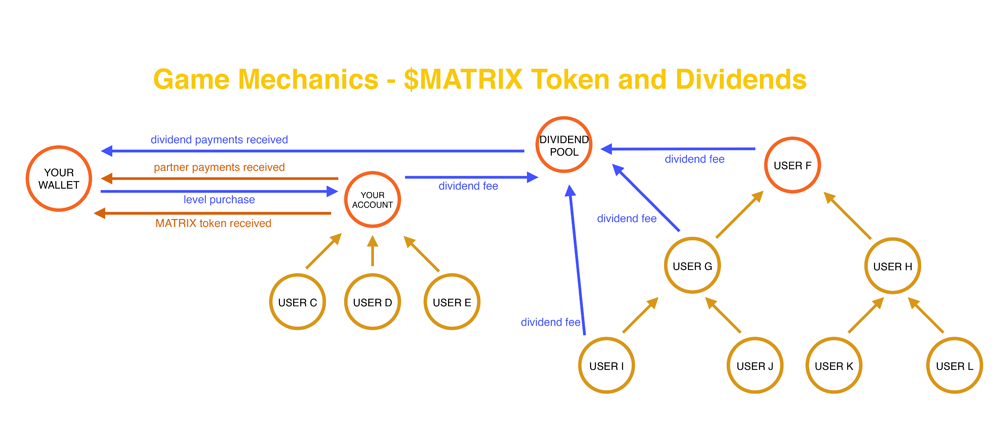 Game Mechanics - $MATRIX Token and Dividends
dividend payments received
DIVIDEND
POOL
dividend fee
USER F
YOUR
WALLET
partner payments received
level purchase
MATRIX token received
YOUR
ACCOUNT
dividend fee
dividend fee
USER G
USER H
USER C
USER D
USER E
dividend fee
USER I
USER J
USER K
USER L